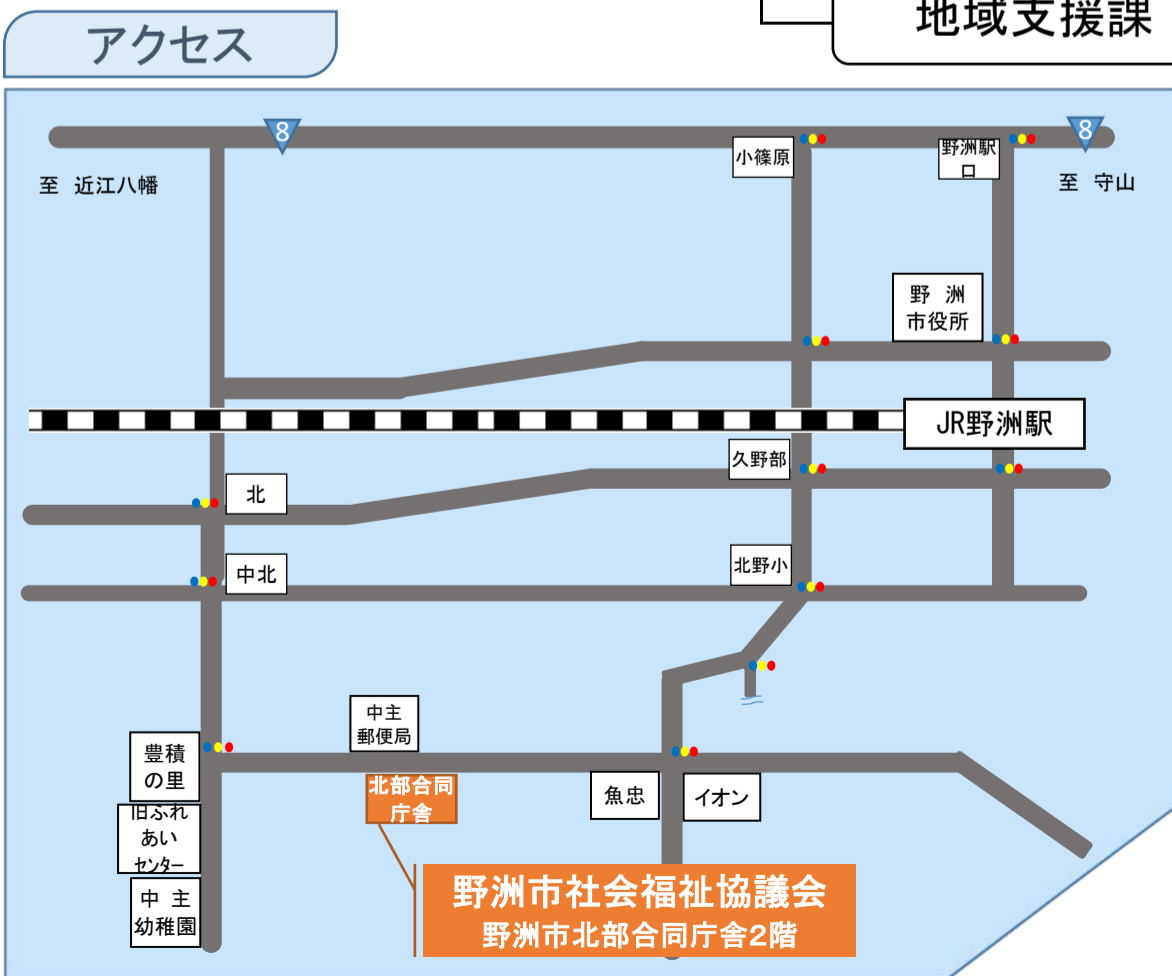 地域支援課
アクセス
8
8
小篠原
野洲駅
口
至 近江八幡
至 守山
野 洲
市役所
JR野洲駅
久野部
北
北野小
中北
中主
郵便局
豊積
の里
北部合同
庁舎
魚忠
イオン
旧ふれ
あい
センター
中 主
幼稚園
野洲市社会福祉協議会
野洲市北部合同庁舎2階